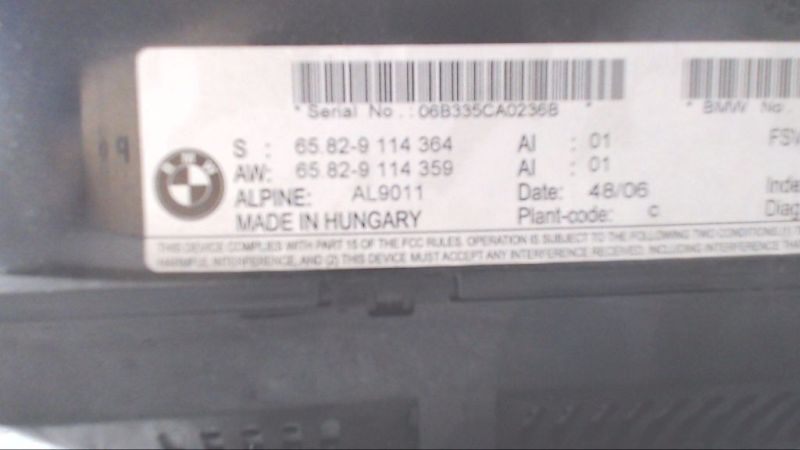 * Serial No.: 06B335CA0236B *
* BMW No.
S : 65.82-9 114 364 AI : 01
AW: 65.82-9 114 359 AI : 01
ALPINE: AL9011 Date: 48/06
MADE IN HUNGARY Plant-code: C
BMW
THIS DEVICE COMPLIES WITH PART 15 OF THE FCC RULES. OPERATION IS SUBJECT TO THE FOLLOWING TWO CONDITIONS: (1)
HARMFUL INTERFERENCE, AND (2) THIS DEVICE MUST ACCEPT ANY INTERFERENCE RECEIVED, INCLUDING INTERFERENCE